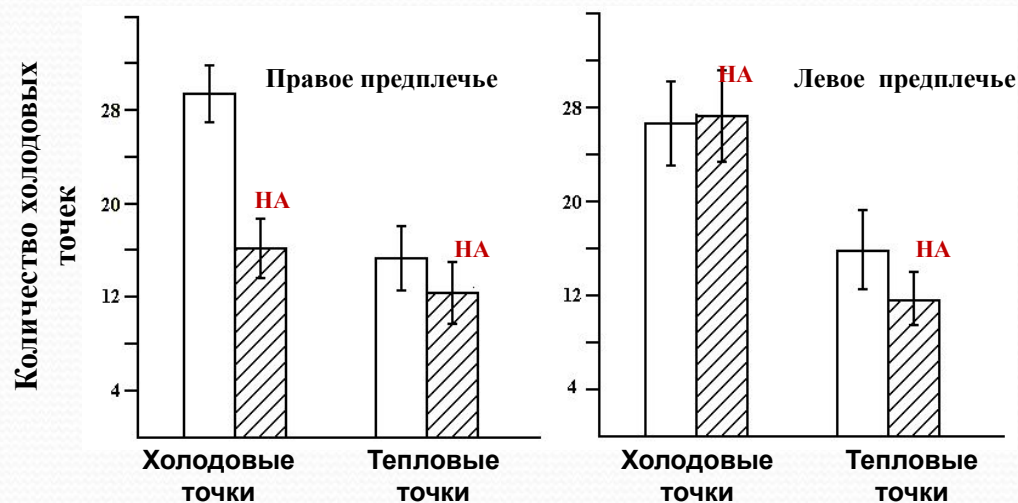 Количество холодовых
точек
Правое предплечье
28
20
12
4
НА
НА
Холодовые
точки
Тепловые
точки
Левое предплечье
28
20
12
4
НА
НА
Холодовые
точки
Тепловые
точки